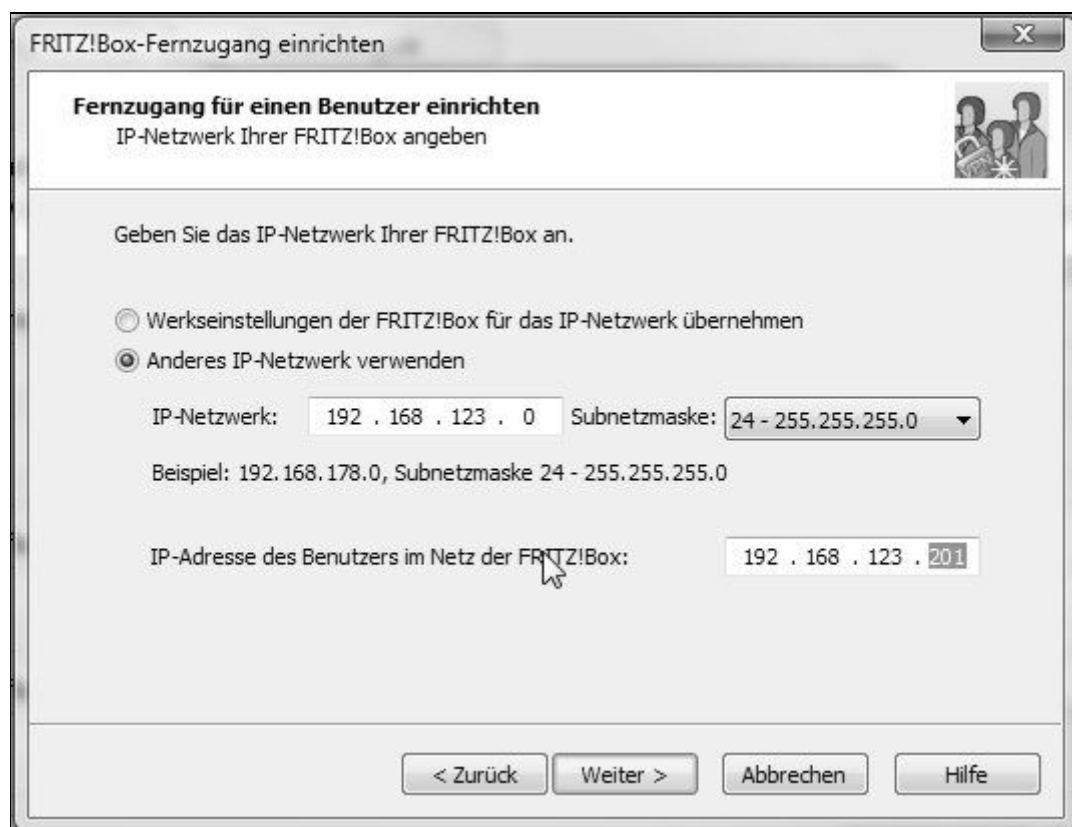 FRITZ!Box-Fernzugang einrichten
Fernzugang für einen Benutzer einrichten
IP-Netzwerk Ihrer FRITZ!Box angeben
VPN
Geben Sie das IP-Netzwerk Ihrer FRITZ!Box an.
Werkseinstellungen der FRITZ!Box für das IP-Netzwerk übernehmen
Anderes IP-Netzwerk verwenden
IP-Netzwerk: 192 . 168 . 123 . 0 Subnetzmaske: 24 - 255.255.255.0
Beispiel: 192.168.178.0, Subnetzmaske 24 - 255.255.255.0
IP-Adresse des Benutzers im Netz der FRITZ!Box: 192 . 168 . 123 . 201
< Zurück Weiter > Abbrechen Hilfe